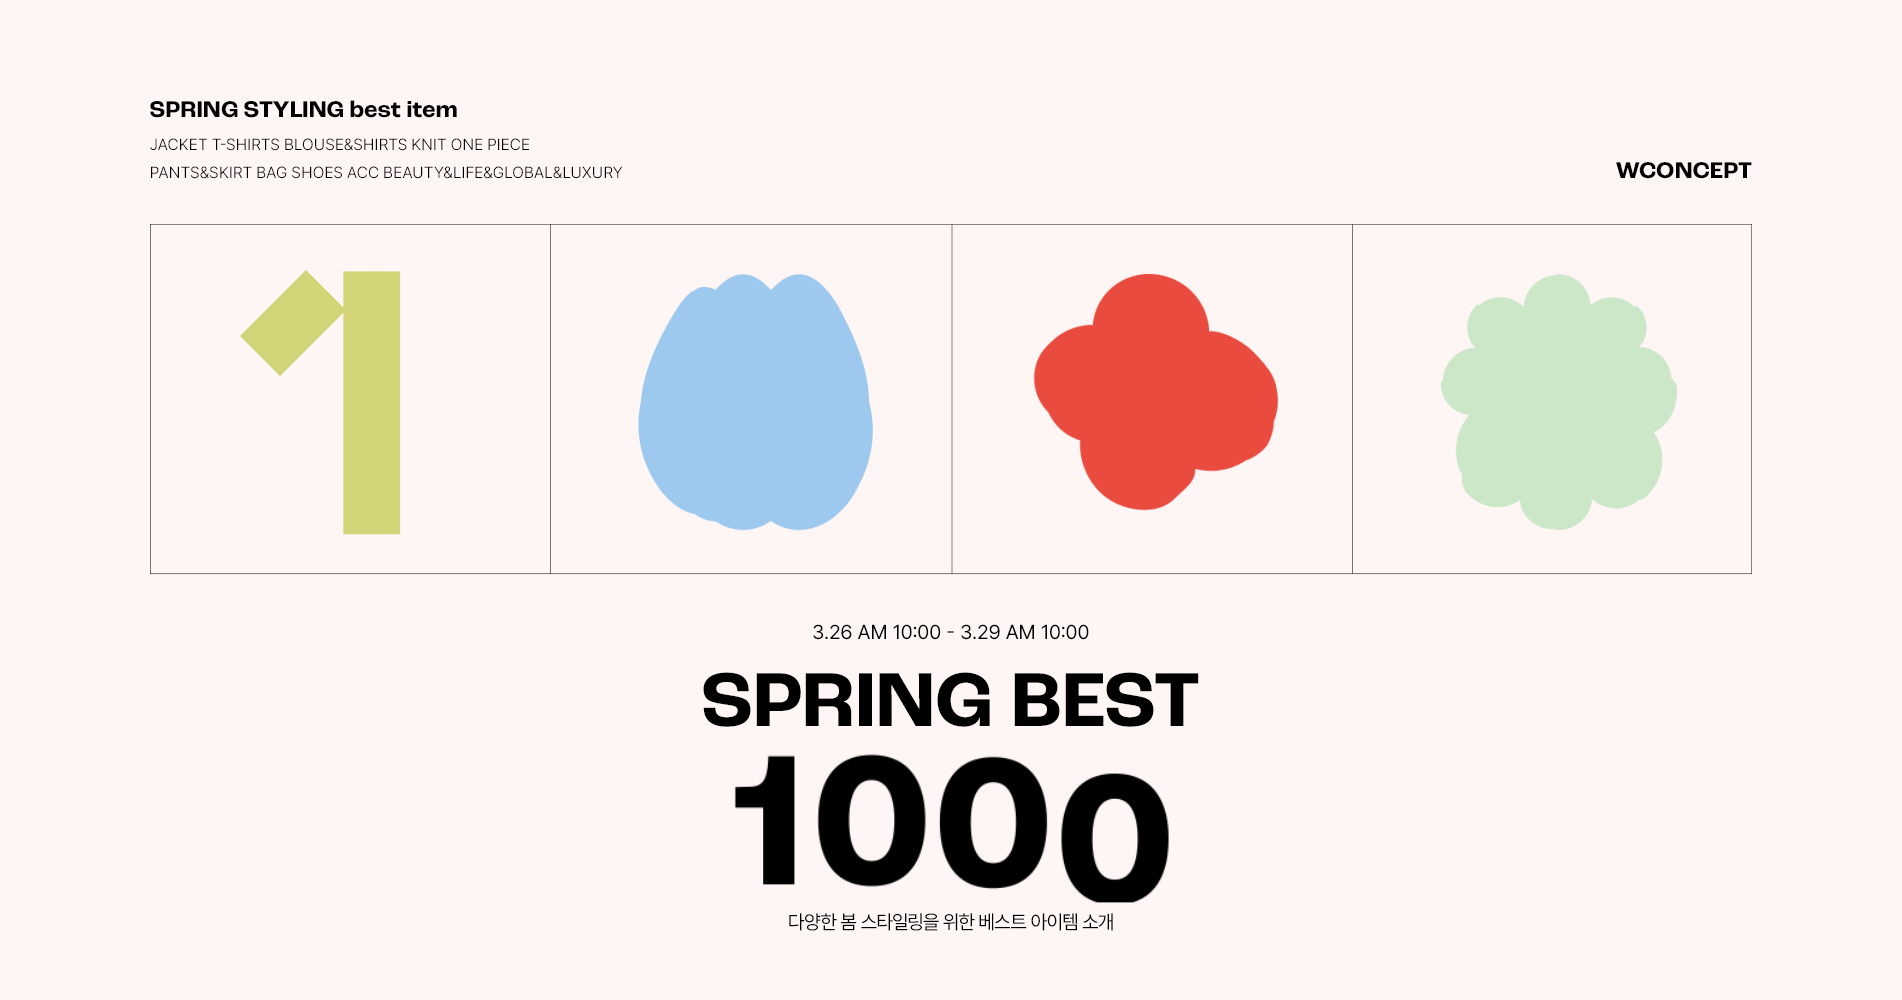 SPRING STYLING best item
JACKET T-SHIRTS BLOUSE&SHIRTS KNIT ONE PIECE
PANTS&SKIRT BAG SHOES ACC BEAUTY&LIFE&GLOBAL&LUXURY
WCONCEPT
1
3.26 AM 10:00 - 3.29 AM 10:00
SPRING BEST
1000
다양한 봄 스타일링을 위한 베스트 아이템 소개